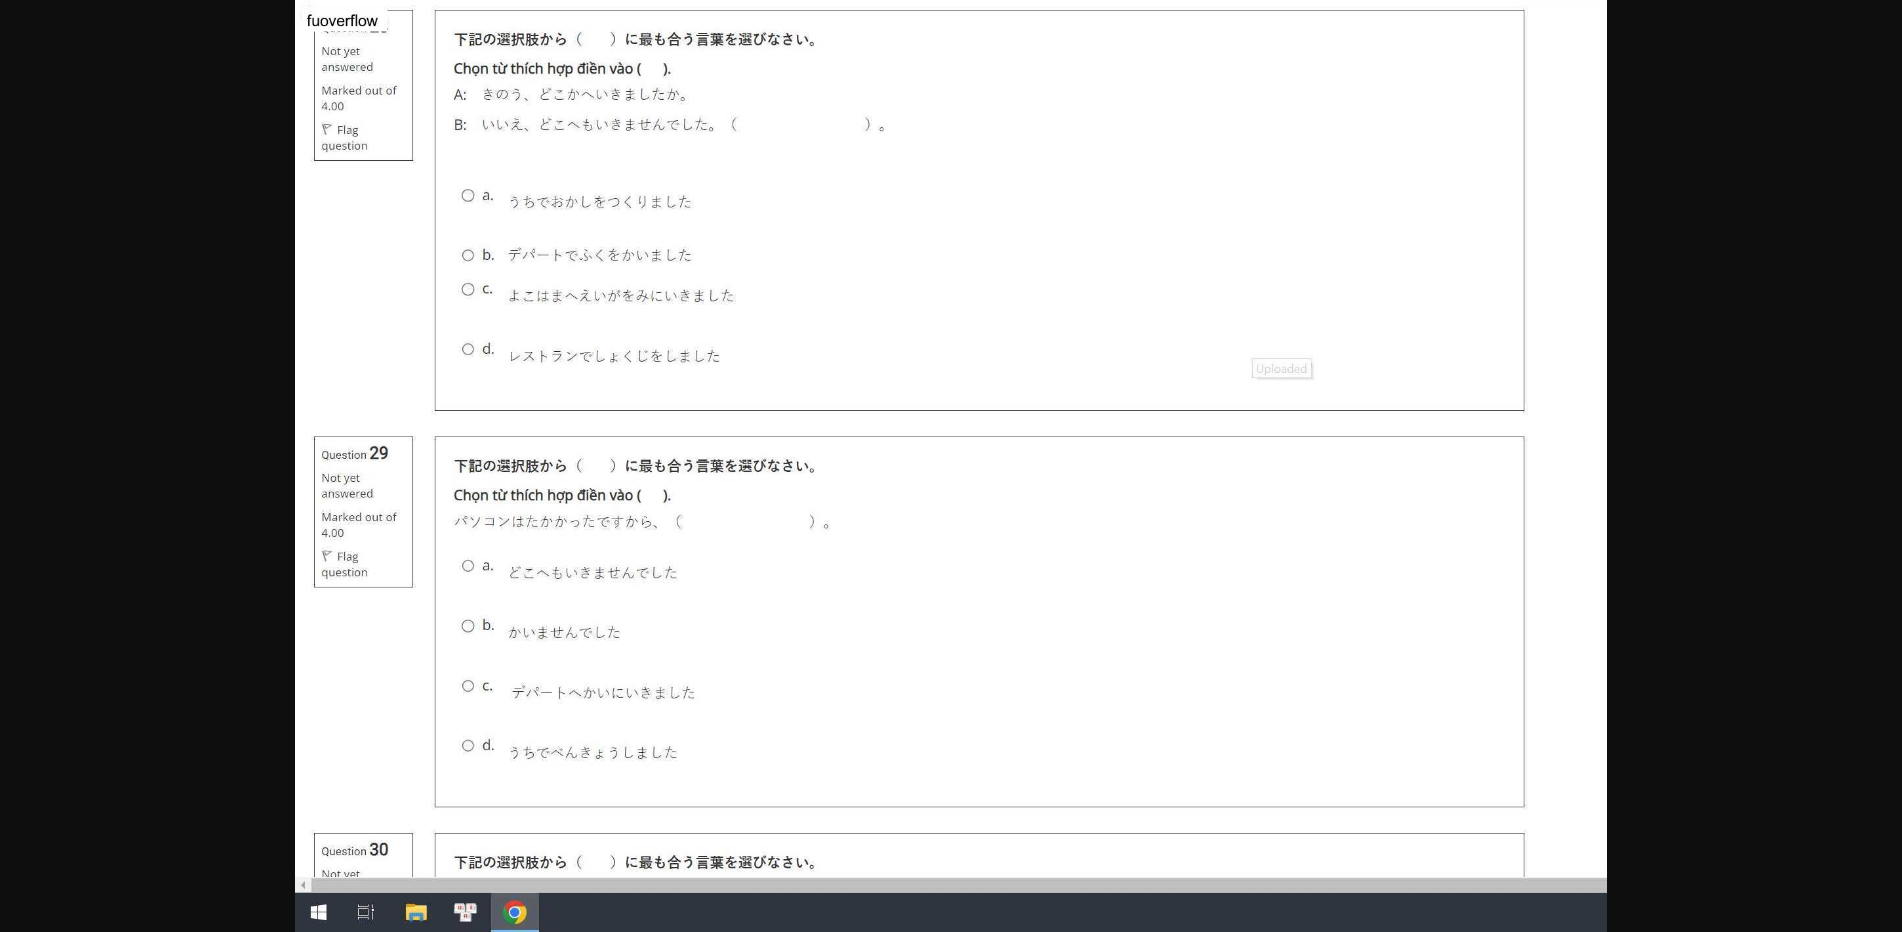 fuoverflow
Not yet
answered
Marked out of
4.00
Flag
question
下記の選択肢から（　　）に最も合う言葉を選びなさい。
Chọn từ thích hợp điền vào (     ).
A:　きのう、どこかへいきましたか。
B:　いいえ、どこへもいきませんでした。（　　　　　　　　　）。
a. うちでおかしをつくりました
b. デパートでふくをかいました
c. よこはまへえいがをみにいきました
d. レストランでしょくじをしました
Uploaded
Question 29
Not yet
answered
Marked out of
4.00
Flag
question
下記の選択肢から（　　）に最も合う言葉を選びなさい。
Chọn từ thích hợp điền vào (     ).
パソコンはたかかったですから、（　　　　　　　　　）。
a. どこへもいきませんでした
b. かいませんでした
c. デパートへかいにいきました
d. うちでべんきょうしました
Question 30
Not yet
下記の選択肢から（　　）に最も合う言葉を選びなさい。